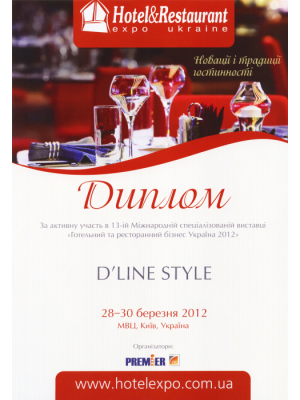 Hotel&Restaurant
expo ukraine
Новації і традиції
гостинності
Диплом
За активну участь в 13-ій Міжнародній спеціалізованій виставці
«Готельний та ресторанний бізнес Україна 2012»
D'LINE STYLE
28–30 березня 2012
МВЦ, Київ, Україна
Організатори:
PREMIER
www.hotelexpo.com.ua